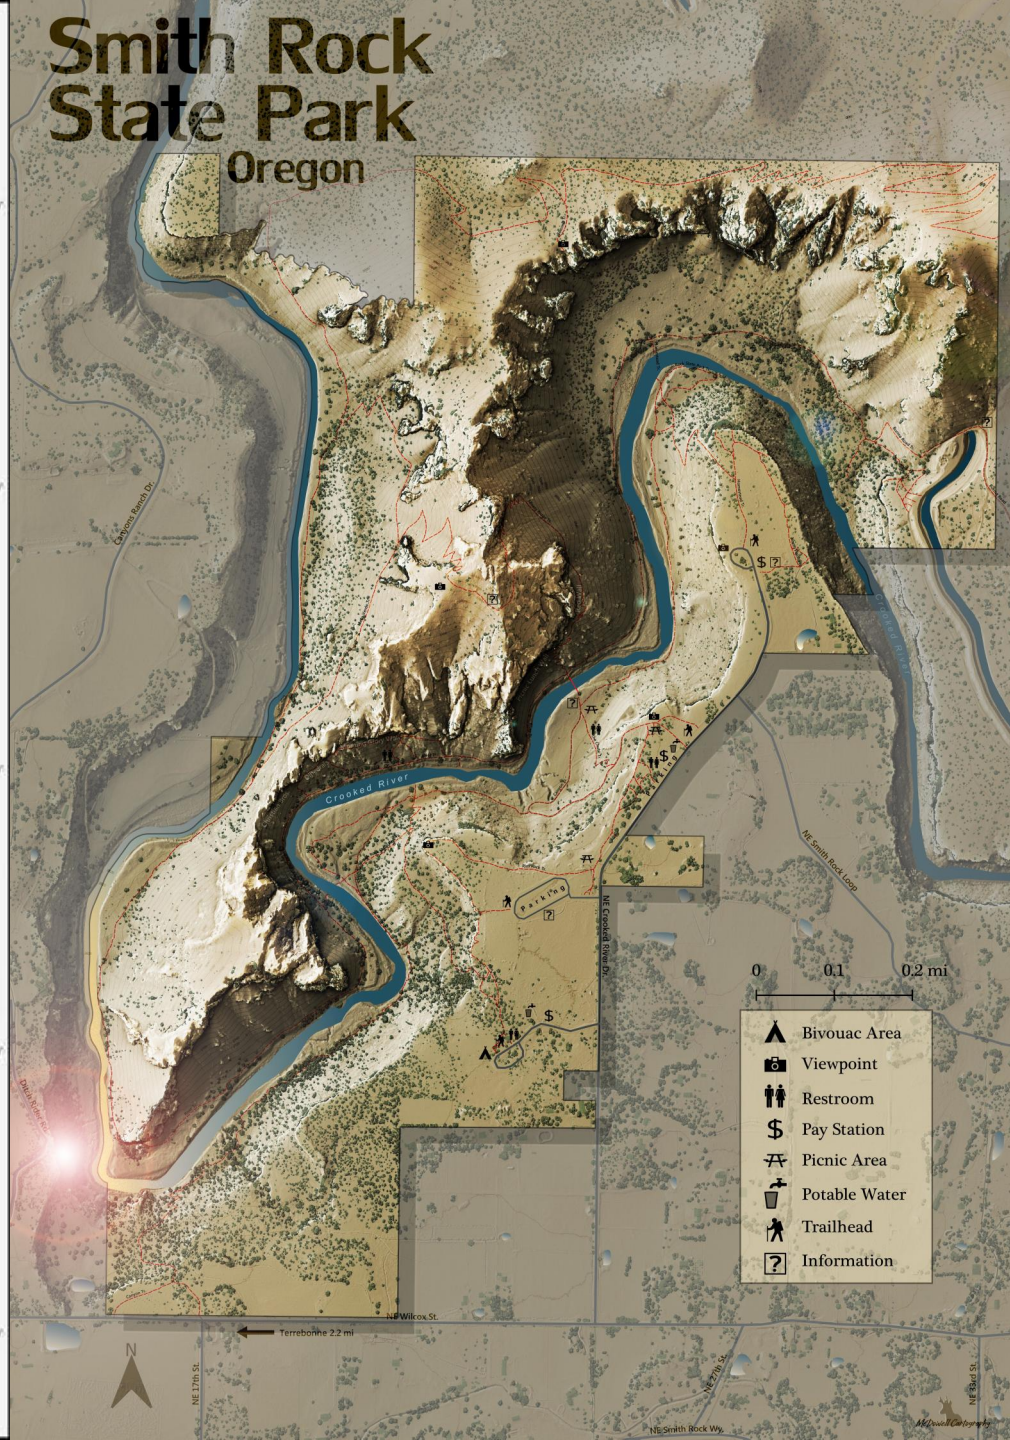 Smith Rock
State Park
Oregon
Canyons Ranch Dr.
Crooked River
Crooked River
Parking
NE Crooked River Dr.
NE Smith Rock Loop
0 0.1 0.2 mi
Bivouac Area
Viewpoint
Restroom
$ Pay Station
Picnic Area
Potable Water
Trailhead
? Information
NE Wilcox St.
Terrebonne 2.2 mi
N
NE 17th St.
NE 27th St.
NE 33rd St.
NE Smith Rock Wy.
McDowell Cartography